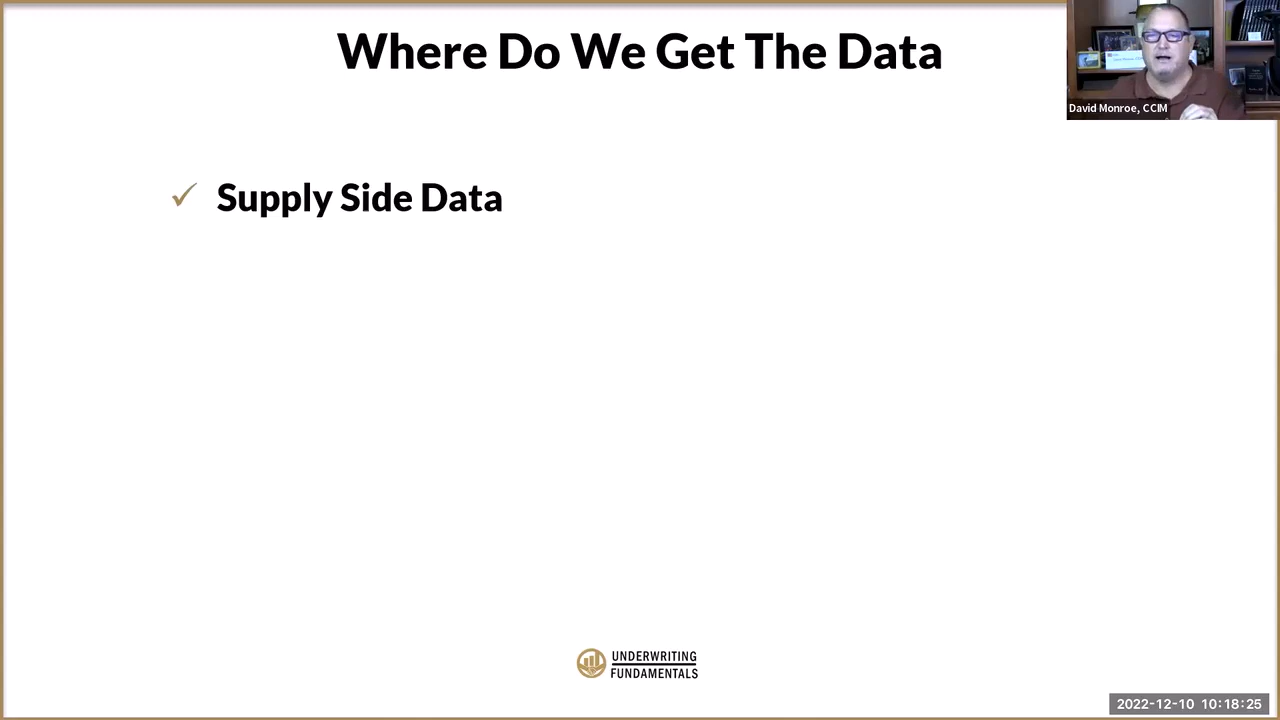 Where Do We Get The Data
David Monroe, CCIM
✓ Supply Side Data
UNDERWRITING
FUNDAMENTALS
2022-12-10 10:18:25